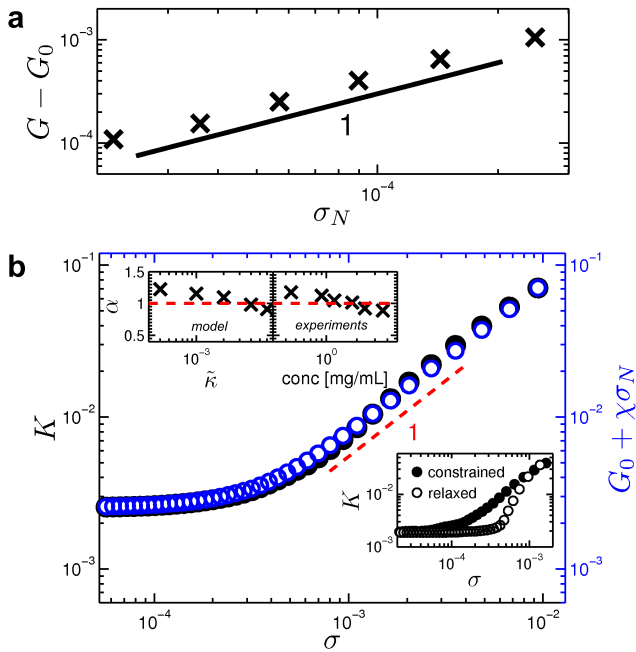 a
10⁻³
10⁻⁴
G − G₀
1
10⁻⁴
σ_N
b
10⁻¹
10⁻²
10⁻³
K
1.5
1
0.5
α
model
experiments
10⁻³
10⁰
κ̃
conc [mg/mL]
1
constrained
relaxed
10⁻²
10⁻³
K
10⁻⁴
10⁻³
σ
10⁻¹
10⁻²
10⁻³
G₀ + χσ_N
10⁻⁴
10⁻³
10⁻²
σ